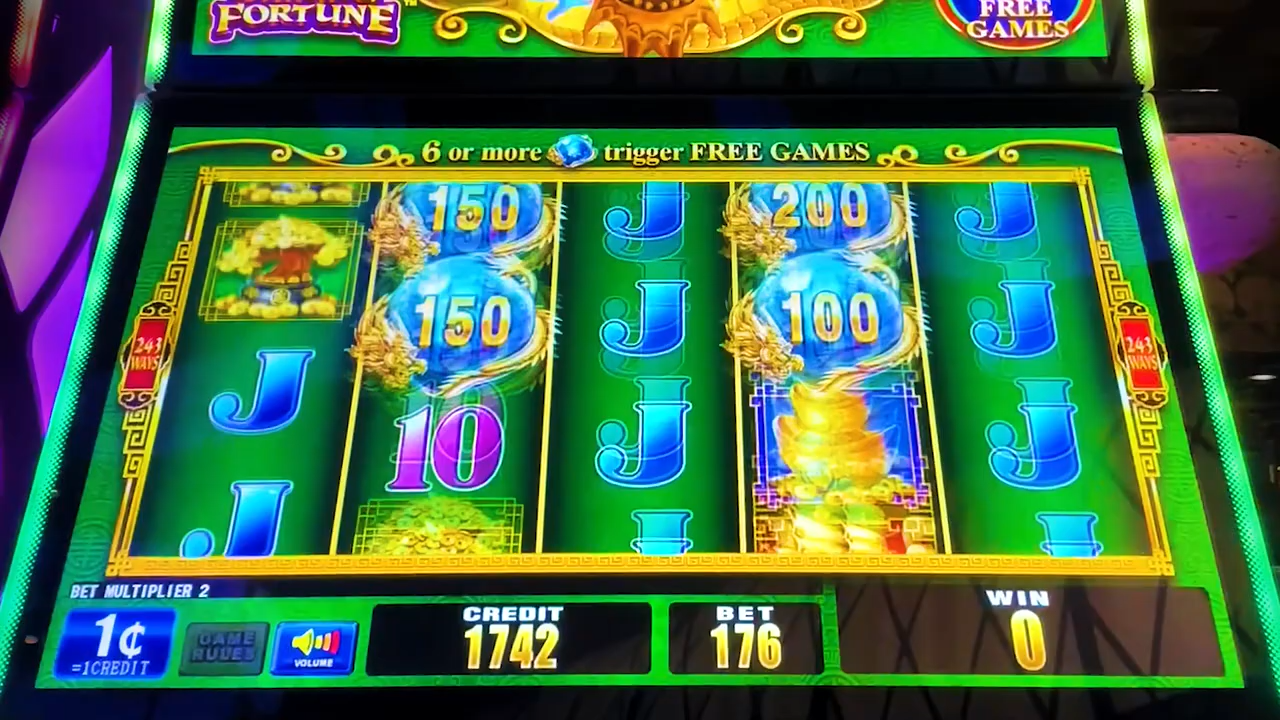 FORTUNE™
FREE
GAMES
6 or more trigger FREE GAMES
150
200
J
J
150
100
J
J
243
WAYS
243
WAYS
J
10
J
J
J
J
J
BET MULTIPLIER 2
1¢
=1CREDIT
GAME
RULES
VOLUME
CREDIT
1742
BET
176
WIN
0